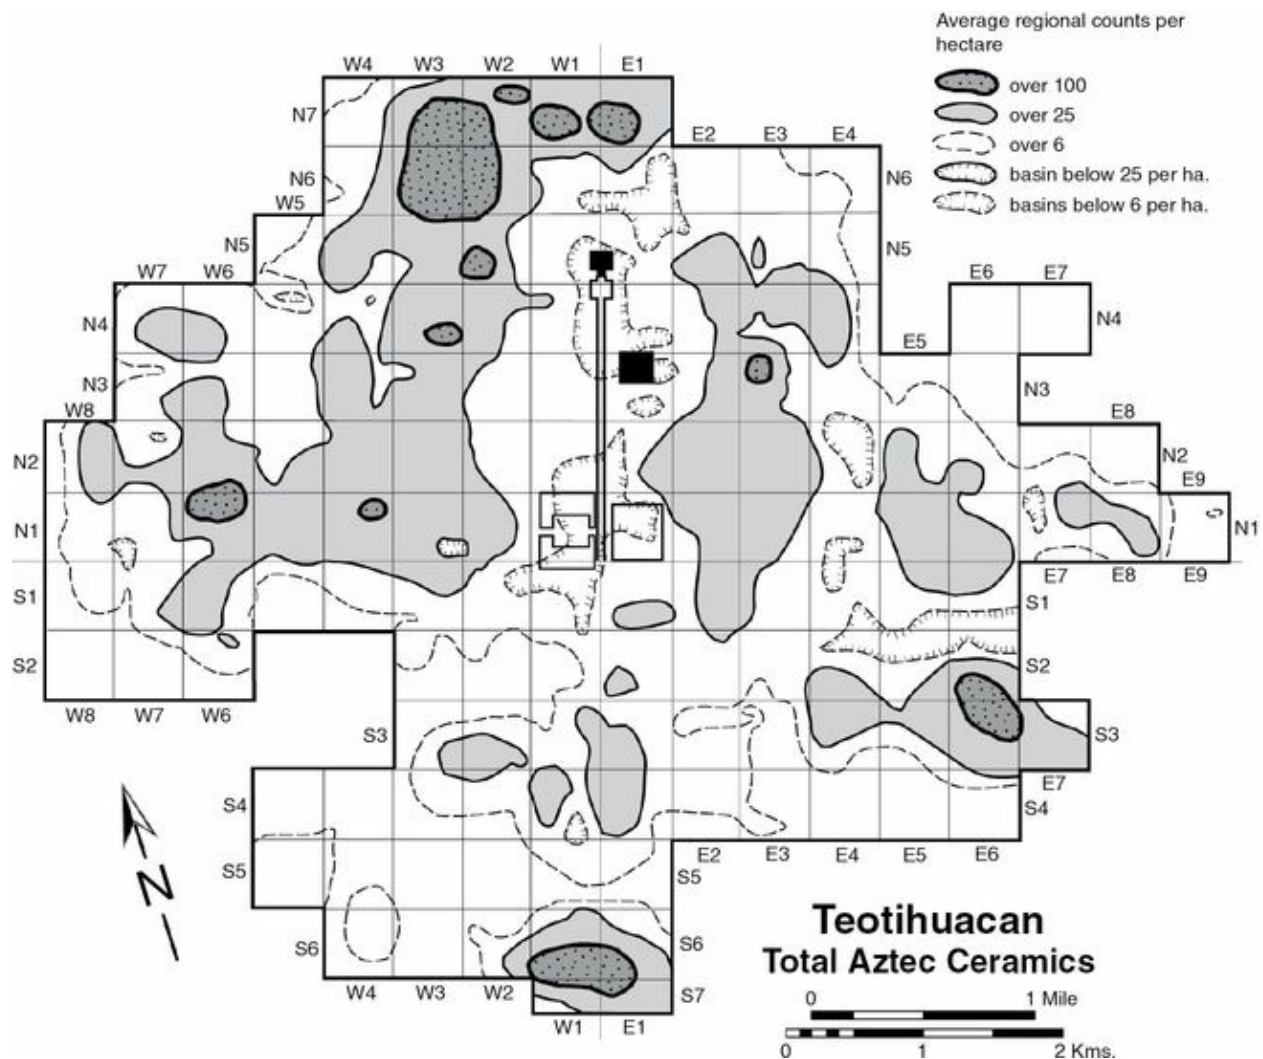 Average regional counts per
hectare
over 100
over 25
over 6
basin below 25 per ha.
basins below 6 per ha.
W4 W3 W2 W1 E1
N7
E2 E3 E4
N6 N6
W5
N5 N5
W7 W6 E6 E7
N4 N4
E5
N3 N3
W8 E8
N2 N2
E9
N1 N1
E7 E8 E9
S1 S1
S2 S2
W8 W7 W6
S3 S3
E7
S4 S4
E2 E3 E4 E5 E6
S5 S5
S6 S6
W4 W3 W2 S7
W1 E1
N
Teotihuacan
Total Aztec Ceramics
0 1 Mile
0 1 2 Kms.